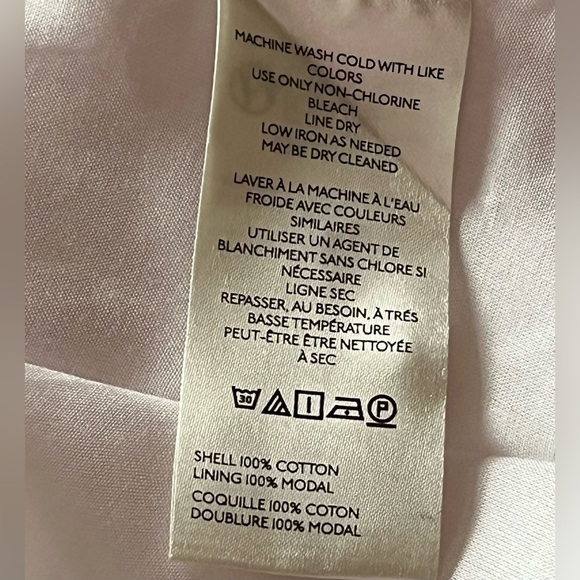 MACHINE WASH COLD WITH LIKE
COLORS
USE ONLY NON-CHLORINE
BLEACH
LINE DRY
LOW IRON AS NEEDED
MAY BE DRY CLEANED
LAVER À LA MACHINE À L'EAU
FROIDE AVEC COULEURS
SIMILAIRES
UTILISER UN AGENT DE
BLANCHIMENT SANS CHLORE SI
NÉCESSAIRE
LIGNE SEC
REPASSER, AU BESOIN, À TRÉS
BASSE TEMPÉRATURE
PEUT-ÊTRE ÊTRE NETTOYÉE
À SEC
30 P
SHELL 100% COTTON
LINING 100% MODAL
COQUILLE 100% COTON
DOUBLURE 100% MODAL